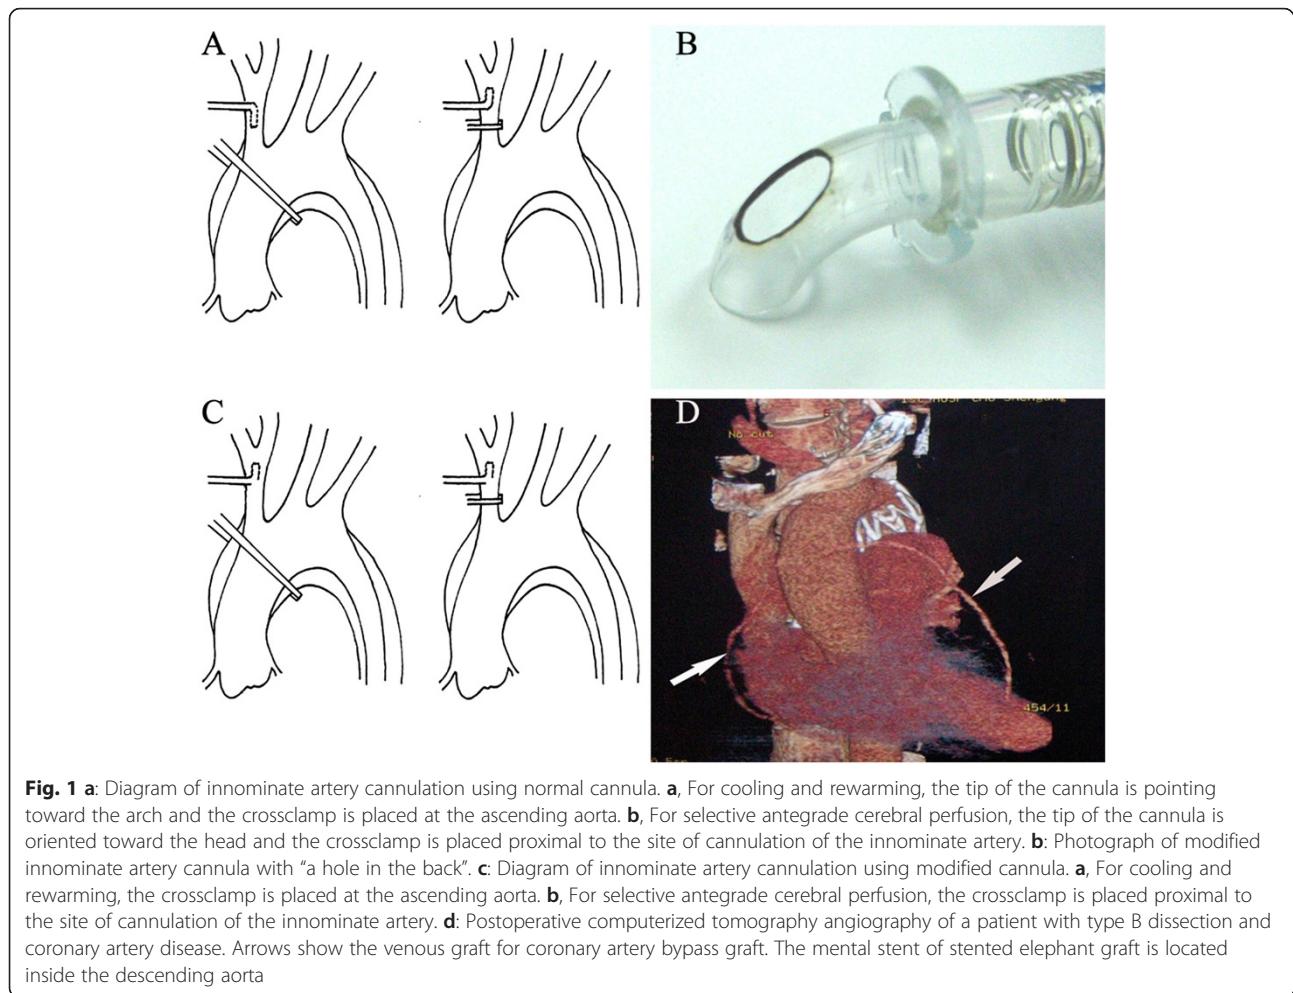 A
B
C
D
No cut
454/11
Fig. 1 a: Diagram of innominate artery cannulation using normal cannula. a, For cooling and rewarming, the tip of the cannula is pointing
toward the arch and the crossclamp is placed at the ascending aorta. b, For selective antegrade cerebral perfusion, the tip of the cannula is
oriented toward the head and the crossclamp is placed proximal to the site of cannulation of the innominate artery. b: Photograph of modified
innominate artery cannula with “a hole in the back”. c: Diagram of innominate artery cannulation using modified cannula. a, For cooling and
rewarming, the crossclamp is placed at the ascending aorta. b, For selective antegrade cerebral perfusion, the crossclamp is placed proximal to
the site of cannulation of the innominate artery. d: Postoperative computerized tomography angiography of a patient with type B dissection and
coronary artery disease. Arrows show the venous graft for coronary artery bypass graft. The mental stent of stented elephant graft is located
inside the descending aorta